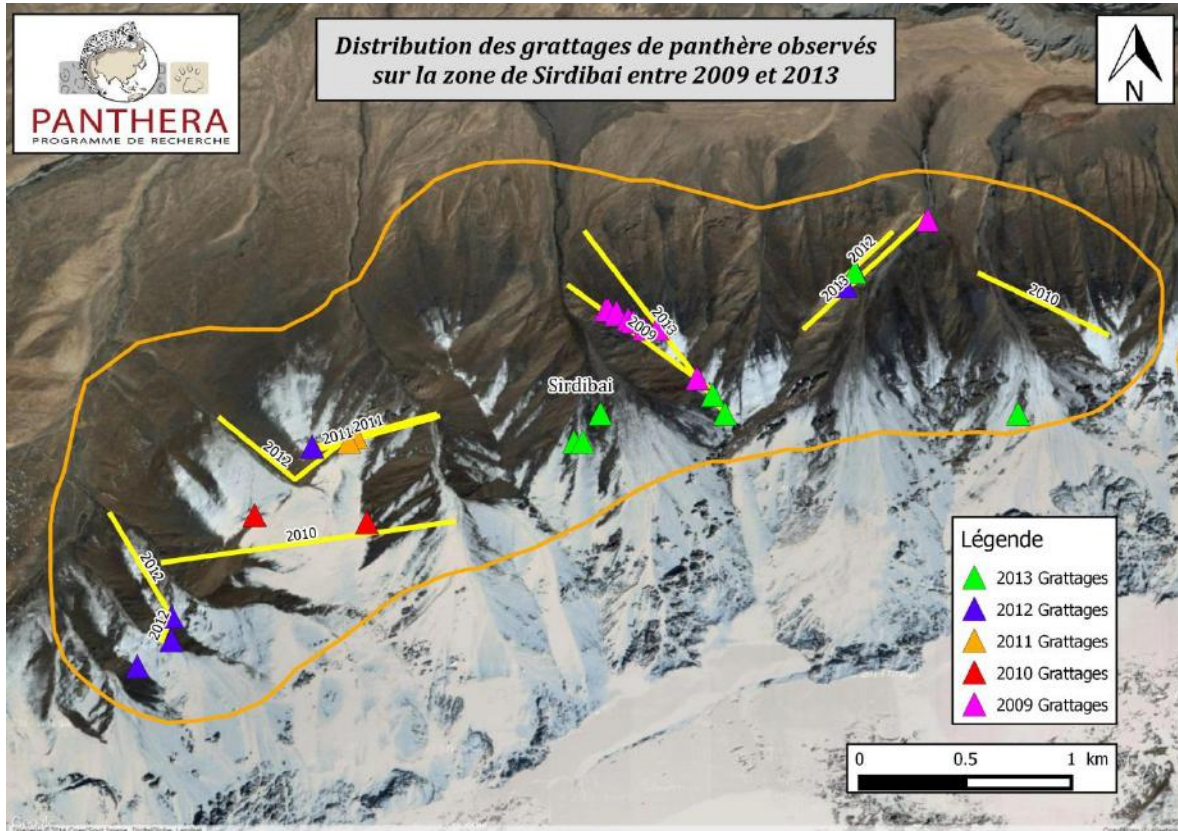 Distribution des grattages de panthère observés
sur la zone de Sirdibai entre 2009 et 2013
PANTHERA
PROGRAMME DE RECHERCHE
N
2012
2013
2010
2013
2009
Sirdibai
2011
2011
2012
2010
2012
2012
Légende
2013 Grattages
2012 Grattages
2011 Grattages
2010 Grattages
2009 Grattages
0 0.5 1 km